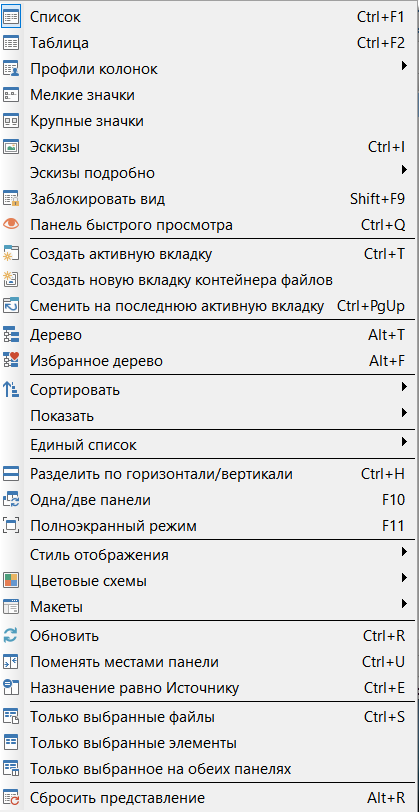 Список Ctrl+F1
Таблица Ctrl+F2
Профили колонок
Мелкие значки
Крупные значки
Эскизы Ctrl+I
Эскизы подробно
Заблокировать вид Shift+F9
Панель быстрого просмотра Ctrl+Q
Создать активную вкладку Ctrl+T
Создать новую вкладку контейнера файлов
Сменить на последнюю активную вкладку Ctrl+PgUp
Дерево Alt+T
Избранное дерево Alt+F
Сортировать
Показать
Единый список
Разделить по горизонтали/вертикали Ctrl+H
Одна/две панели F10
Полноэкранный режим F11
Стиль отображения
Цветовые схемы
Макеты
Обновить Ctrl+R
Поменять местами панели Ctrl+U
Назначение равно Источнику Ctrl+E
Только выбранные файлы Ctrl+S
Только выбранные элементы
Только выбранное на обеих панелях
Сбросить представление Alt+R